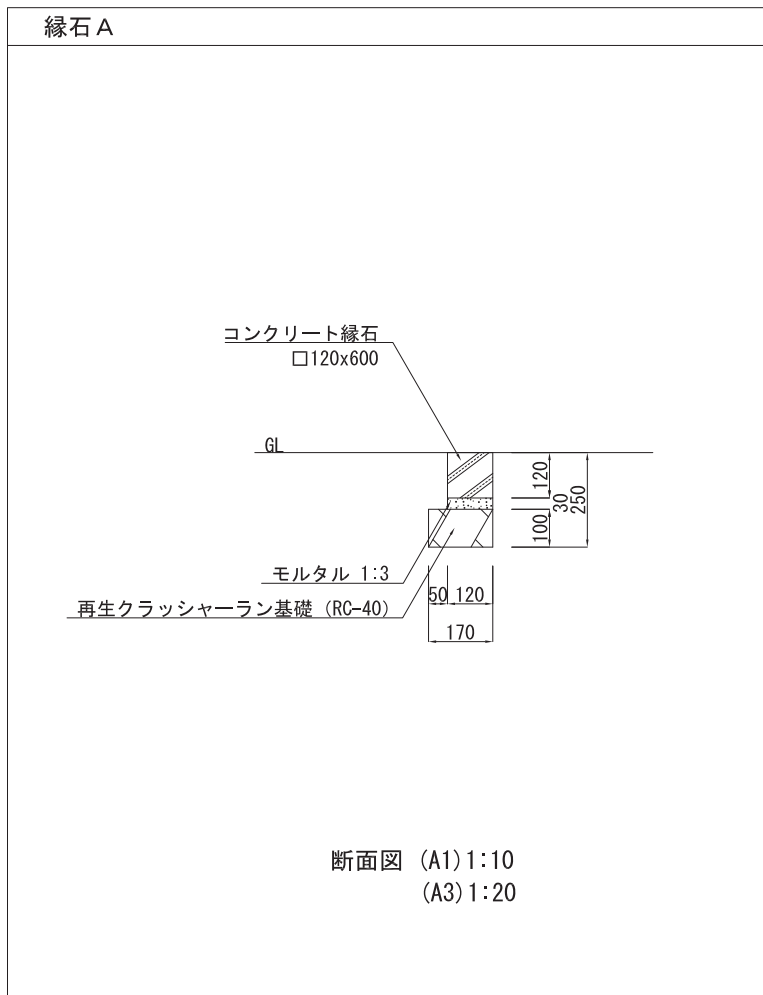 縁石A
コンクリート縁石
□120x600
GL
120
30
250
100
モルタル 1:3
再生クラッシャーラン基礎 (RC-40)
50
120
170
断面図 (A1)1:10
(A3)1:20